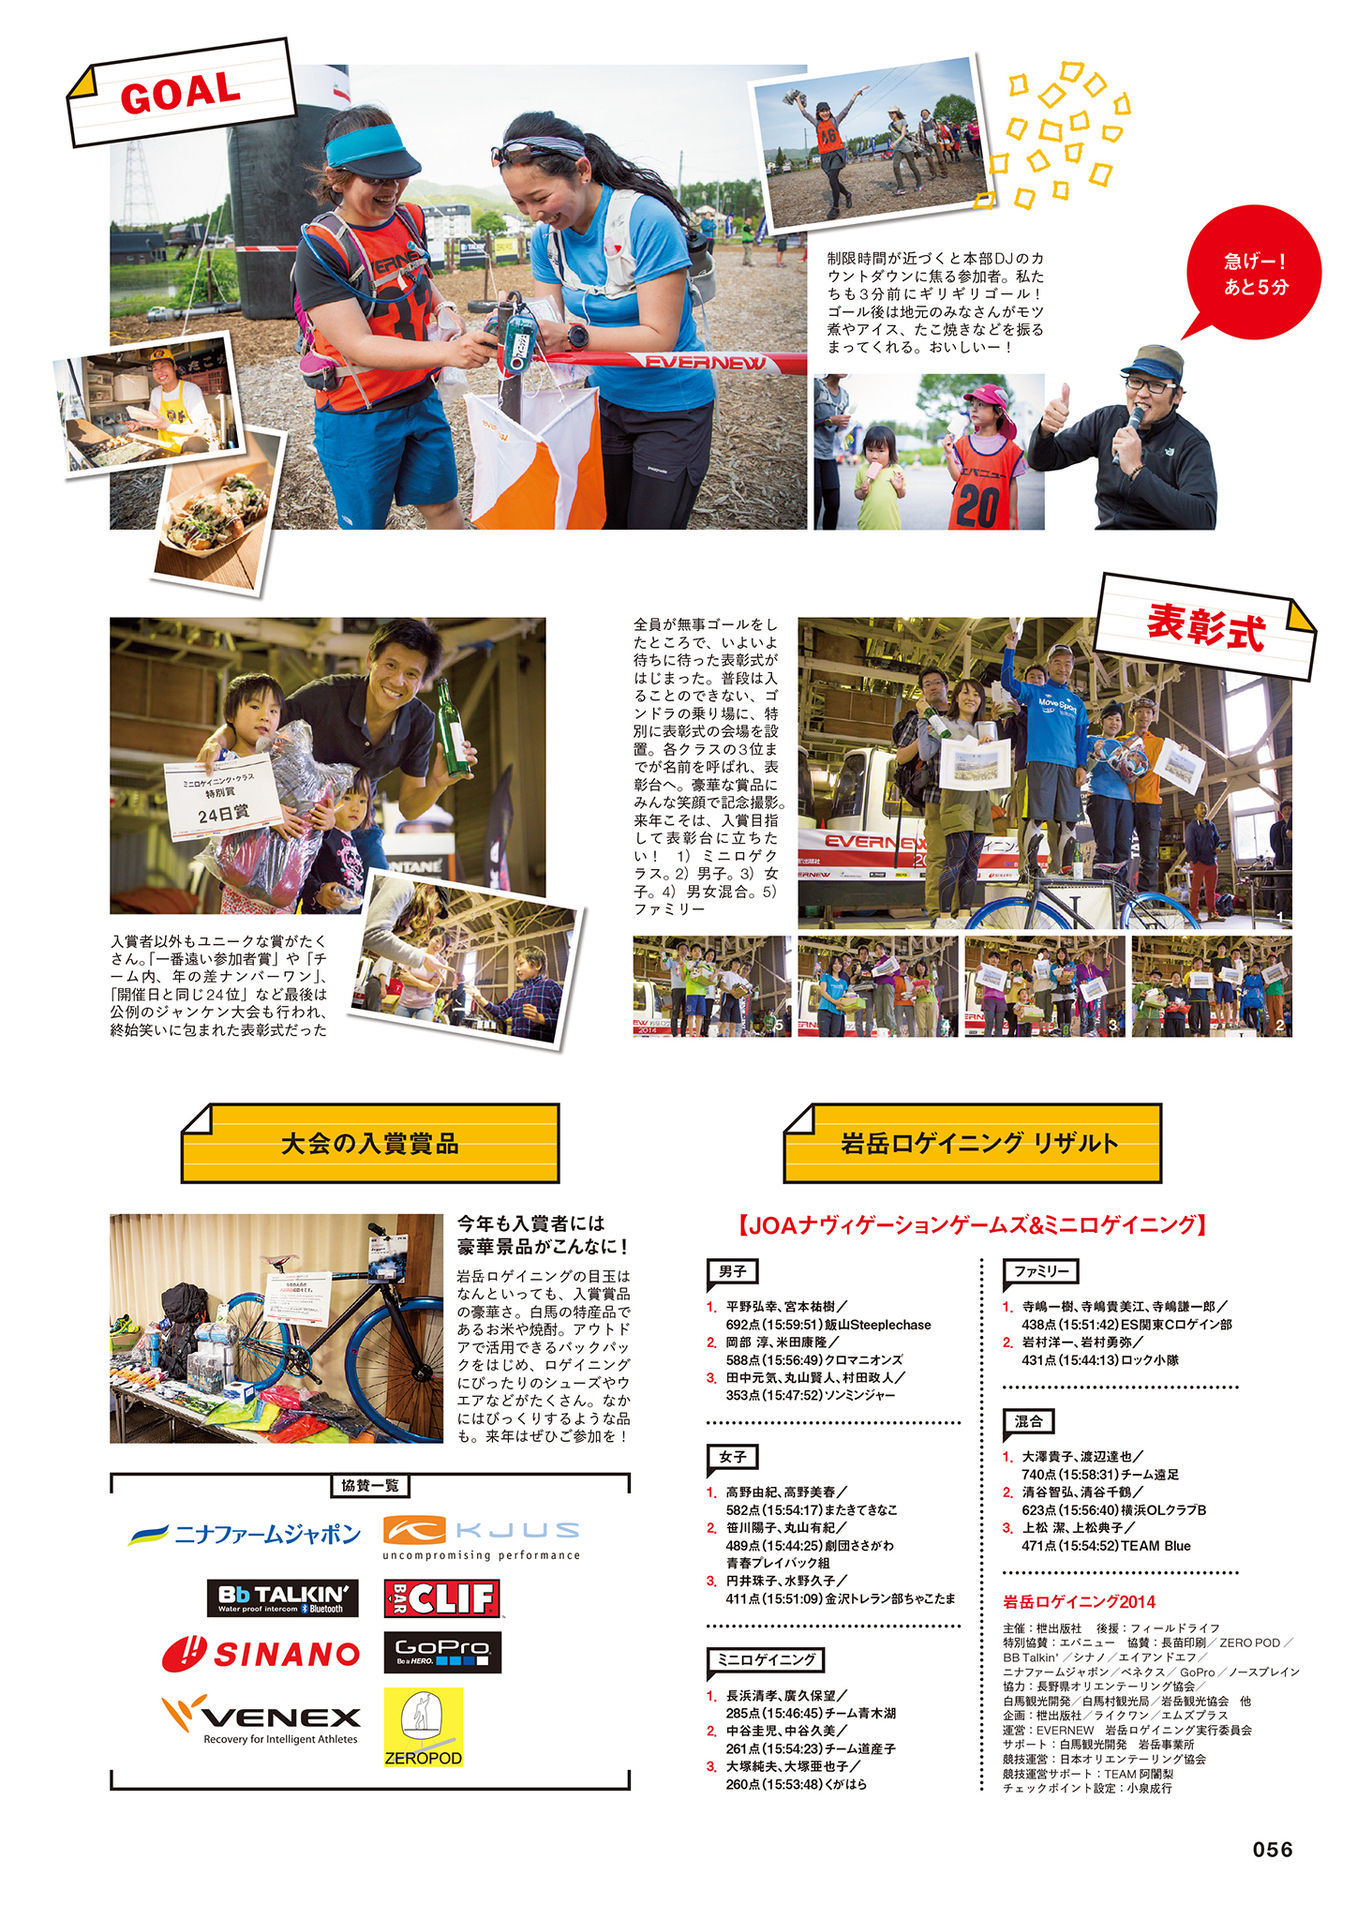 GOAL
制限時間が近づくと本部DJのカ
ウントダウンに焦る参加者。私た
ちも3分前にギリギリゴール!
ゴール後は地元のみなさんがモツ
煮やアイス、たこ焼きなどを振る
まってくれる。おいしいー!
急げー!
あと5分
EVERNEW
エバニュー
20
46
表彰式
全員が無事ゴールをし
たところで、いよいよ
待ちに待った表彰式が
はじまった。普段は入
ることのできない、ゴ
ンドラの乗り場に、特
別に表彰式の会場を設
置。各クラスの3位ま
でが名前を呼ばれ、表
彰台へ。豪華な賞品に
みんな笑顔で記念撮影。
来年こそは、入賞目指
して表彰台に立ちた
い! 1)ミニロゲク
ラス。2)男子。3)女
子。4)男女混合。5)
ファミリー
ミニロゲイニング・クラス
特別賞
24日賞
1
5
4
3
2
入賞者以外もユニークな賞がたく
さん。「一番遠い参加者賞」や「チ
ーム内、年の差ナンバーワン」、
「開催日と同じ24位」など最後は
公例のジャンケン大会も行われ、
終始笑いに包まれた表彰式だった
大会の入賞賞品
今年も入賞者には
豪華景品がこんなに!
岩岳ロゲイニングの目玉は
なんといっても、入賞賞品
の豪華さ。白馬の特産品で
あるお米や焼酎。アウトド
アで活用できるバックパッ
クをはじめ、ロゲイニング
にぴったりのシューズやウ
エアなどがたくさん。なか
にはびっくりするような品
も。来年はぜひご参加を!
協賛一覧
ニナファームジャポン
KJUS
uncompromising performance
Bb TALKIN'
Water proof intercom Bluetooth
CLIF BAR
SINANO
GoPro
Be a HERO.
VENEX
Recovery for Intelligent Athletes
ZEROPOD
岩岳ロゲイニング リザルト
【JOAナヴィゲーションゲームズ&ミニロゲイニング】
男子
1. 平野弘幸、宮本祐樹/
692点(15:59:51)飯山Steeplechase
2. 岡部 淳、米田康隆/
588点(15:56:49)クロマニオンズ
3. 田中元気、丸山賢人、村田政人/
353点(15:47:52)ソンミンジャー
女子
1. 高野由紀、高野美春/
582点(15:54:17)またきてきなこ
2. 笹川陽子、丸山有紀/
489点(15:44:25)劇団ささがわ
青春プレイバック組
3. 円井珠子、水野久子/
411点(15:51:09)金沢トレラン部ちゃこたま
ミニロゲイニング
1. 長浜清孝、廣久保望/
285点(15:46:45)チーム青木湖
2. 中谷圭児、中谷久美/
261点(15:54:23)チーム道産子
3. 大塚純夫、大塚亜也子/
260点(15:53:48)くがはら
ファミリー
1. 寺嶋一樹、寺嶋貴美江、寺嶋謙一郎/
438点(15:51:42)ES関東Cロゲイン部
2. 岩村洋一、岩村勇弥/
431点(15:44:13)ロック小隊
混合
1. 大澤貴子、渡辺達也/
740点(15:58:31)チーム遠足
2. 清谷智弘、清谷千鶴/
623点(15:56:40)横浜OLクラブB
3. 上松 潔、上松典子/
471点(15:54:52)TEAM Blue
岩岳ロゲイニング2014
主催:枻出版社 後援:フィールドライフ
特別協賛:エバニュー 協賛:長苗印刷/ZERO POD/
BB Talkin'/シナノ/エイアンドエフ/
ニナファームジャポン/ベネクス/GoPro/ノースプレイン
協力:長野県オリエンテーリング協会/
白馬観光開発/白馬村観光局/岩岳観光協会 他
企画:枻出版社/ライクワン/エムズプラス
運営:EVERNEW 岩岳ロゲイニング実行委員会
サポート:白馬観光開発 岩岳事業所
競技運営:日本オリエンテーリング協会
競技運営サポート:TEAM 阿闍梨
チェックポイント設定:小泉成行
056